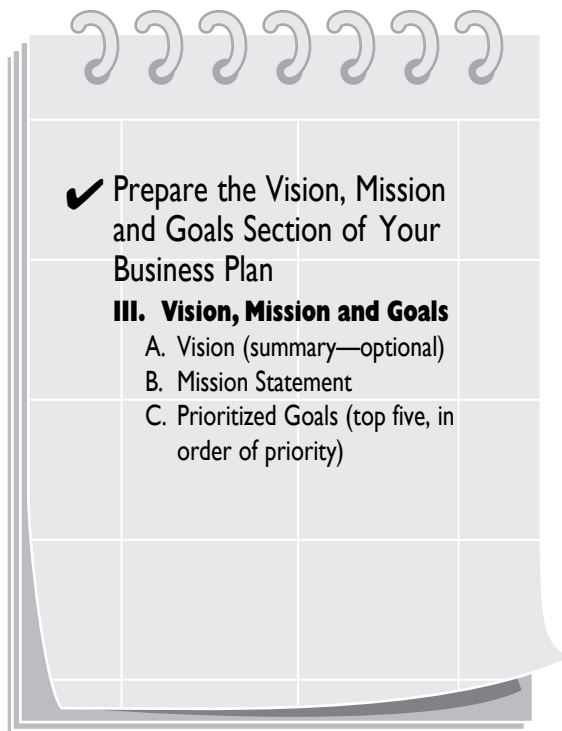 ✔ Prepare the Vision, Mission
and Goals Section of Your
Business Plan
III. Vision, Mission and Goals
A. Vision (summary—optional)
B. Mission Statement
C. Prioritized Goals (top five, in
order of priority)